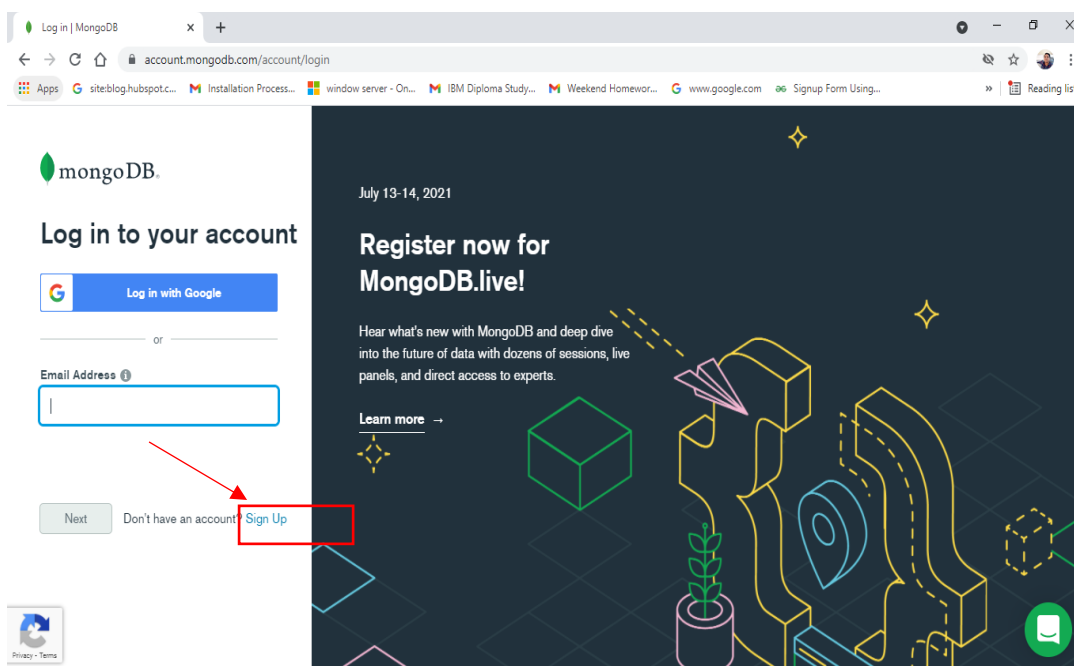 Log in | MongoDB
account.mongodb.com/account/login
Apps
site:blog.hubspot.c...
Installation Process...
window server - On...
IBM Diploma Study...
Weekend Homewor...
www.google.com
Signup Form Using...
»
Reading lis
mongoDB.
Log in to your account
Log in with Google
or
Email Address
Next
Don't have an account? Sign Up
Privacy - Terms
July 13-14, 2021
Register now for
MongoDB.live!
Hear what's new with MongoDB and deep dive
into the future of data with dozens of sessions, live
panels, and direct access to experts.
Learn more →